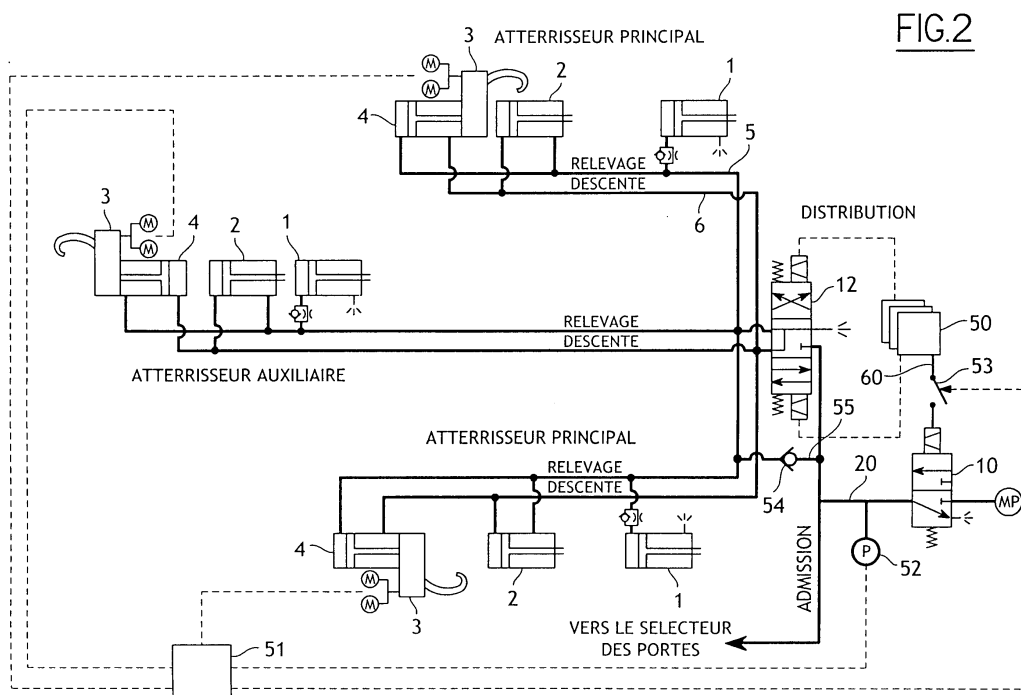 FIG.2
3 ATTERRISSEUR PRINCIPAL
M
M
2
1
4
5
RELEVAGE
DESCENTE
6
DISTRIBUTION
3
M
M
4
2
1
12
50
RELEVAGE
DESCENTE
60
53
ATTERRISSEUR AUXILIAIRE
55
ATTERRISSEUR PRINCIPAL
RELEVAGE
DESCENTE
54
20
10
MP
4
M
M
3
2
1
ADMISSION
P
52
VERS LE SELECTEUR
DES PORTES
51